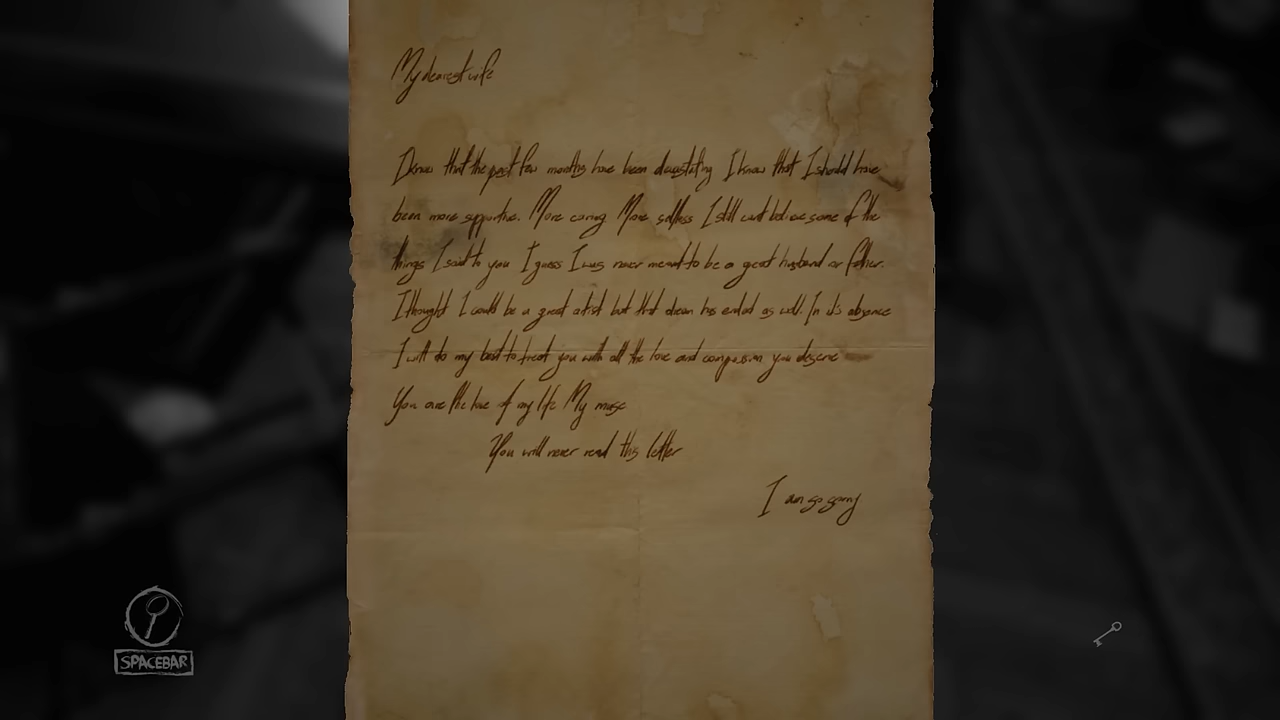 My dearest wife
I know that the past few months have been devastating I know that I should have
been more supportive. More caring More selfless I still can't believe some of the
things I said to you I guess I was never meant to be a great husband or father.
I thought I could be a great artist but that dream has ended as well. In it's absence
I will do my best to treat you with all the love and compassion you deserve
You are the love of my life My muse
You will never read this letter
I am so sorry
SPACEBAR